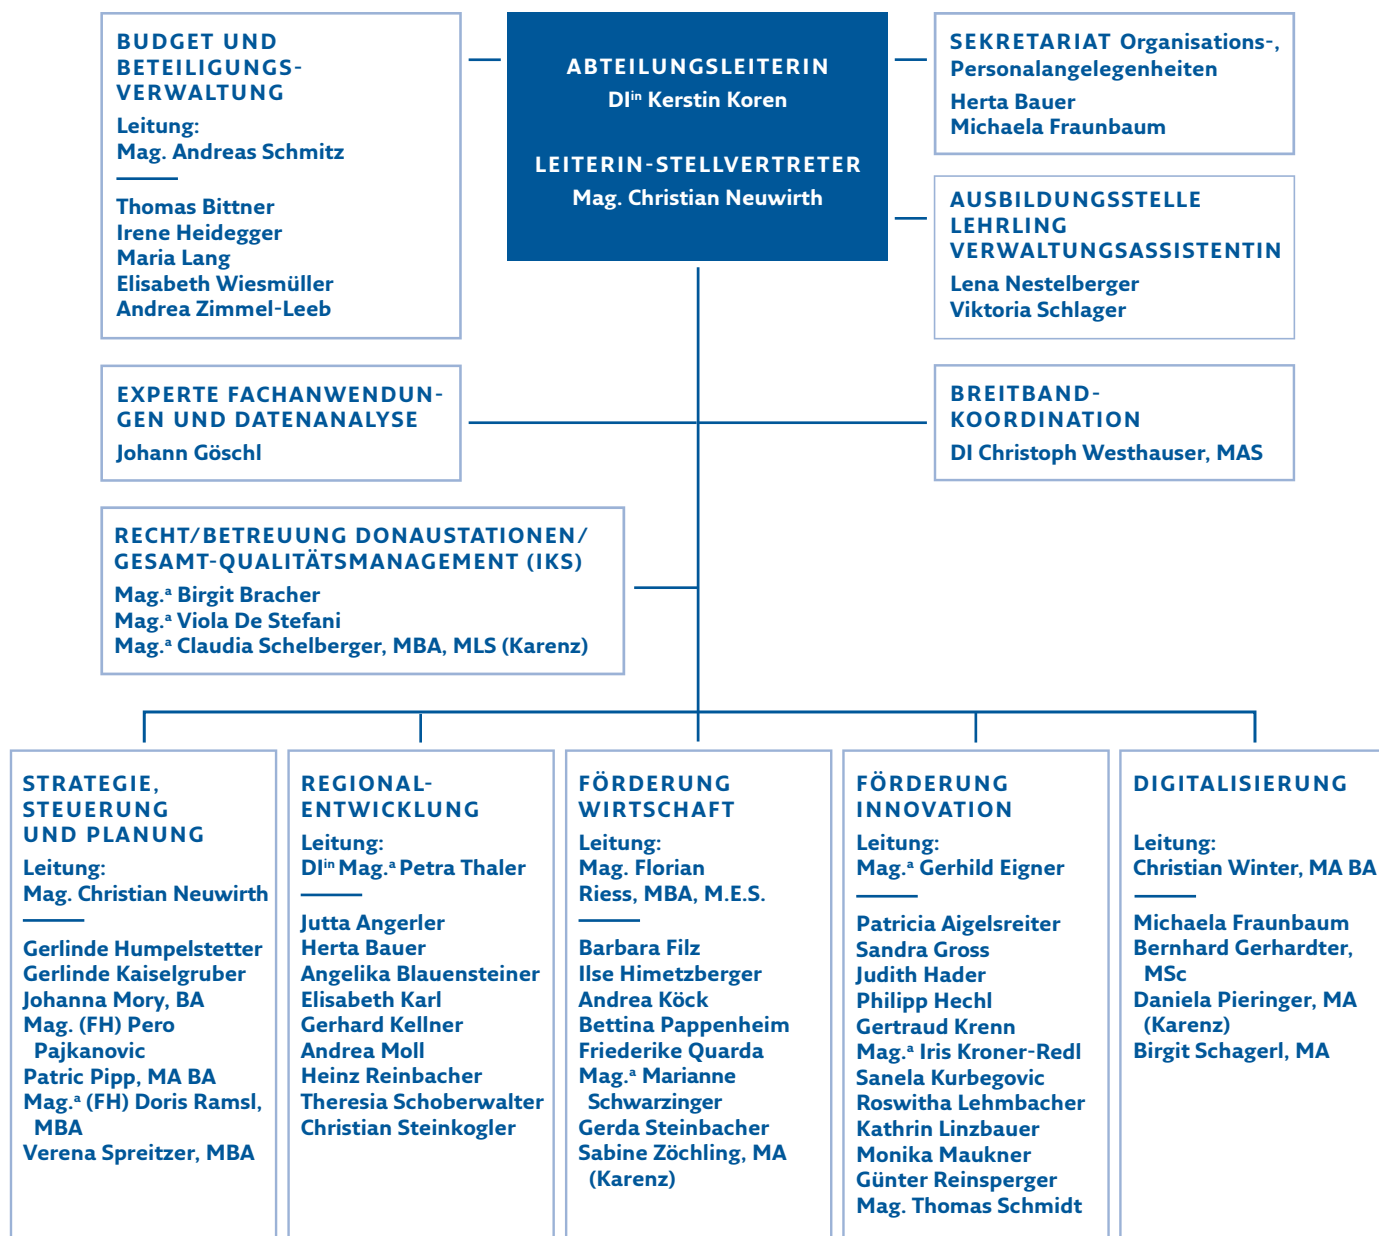 BUDGET UND
BETEILIGUNGS-
VERWALTUNG
Leitung:
Mag. Andreas Schmitz
Thomas Bittner
Irene Heidegger
Maria Lang
Elisabeth Wiesmüller
Andrea Zimmel-Leeb
ABTEILUNGSLEITERIN
DIⁱⁿ Kerstin Koren
LEITERIN-STELLVERTRETER
Mag. Christian Neuwirth
SEKRETARIAT Organisations-,
Personalangelegenheiten
Herta Bauer
Michaela Fraunbaum
AUSBILDUNGSSTELLE
LEHRLING
VERWALTUNGSASSISTENTIN
Lena Nestelberger
Viktoria Schlager
EXPERTE FACHANWENDUN-
GEN UND DATENANALYSE
Johann Göschl
BREITBAND-
KOORDINATION
DI Christoph Westhauser, MAS
RECHT/BETREUUNG DONAUSTATIONEN/
GESAMT-QUALITÄTSMANAGEMENT (IKS)
Mag.ᵃ Birgit Bracher
Mag.ᵃ Viola De Stefani
Mag.ᵃ Claudia Schelberger, MBA, MLS (Karenz)
STRATEGIE,
STEUERUNG
UND PLANUNG
Leitung:
Mag. Christian Neuwirth
Gerlinde Humpelstetter
Gerlinde Kaiselgruber
Johanna Mory, BA
Mag. (FH) Pero
Pajkanovic
Patric Pipp, MA BA
Mag.ᵃ (FH) Doris Ramsl,
MBA
Verena Spreitzer, MBA
REGIONAL-
ENTWICKLUNG
Leitung:
DIⁱⁿ Mag.ᵃ Petra Thaler
Jutta Angerler
Herta Bauer
Angelika Blauensteiner
Elisabeth Karl
Gerhard Kellner
Andrea Moll
Heinz Reinbacher
Theresia Schoberwalter
Christian Steinkogler
FÖRDERUNG
WIRTSCHAFT
Leitung:
Mag. Florian
Riess, MBA, M.E.S.
Barbara Filz
Ilse Himetzberger
Andrea Köck
Bettina Pappenheim
Friederike Quarda
Mag.ᵃ Marianne
Schwarzinger
Gerda Steinbacher
Sabine Zöchling, MA
(Karenz)
FÖRDERUNG
INNOVATION
Leitung:
Mag.ᵃ Gerhild Eigner
Patricia Aigelsreiter
Sandra Gross
Judith Hader
Philipp Hechl
Gertraud Krenn
Mag.ᵃ Iris Kroner-Redl
Sanela Kurbegovic
Roswitha Lehmbacher
Kathrin Linzbauer
Monika Maukner
Günter Reinsperger
Mag. Thomas Schmidt
DIGITALISIERUNG
Leitung:
Christian Winter, MA BA
Michaela Fraunbaum
Bernhard Gerhardter,
MSc
Daniela Pieringer, MA
(Karenz)
Birgit Schagerl, MA